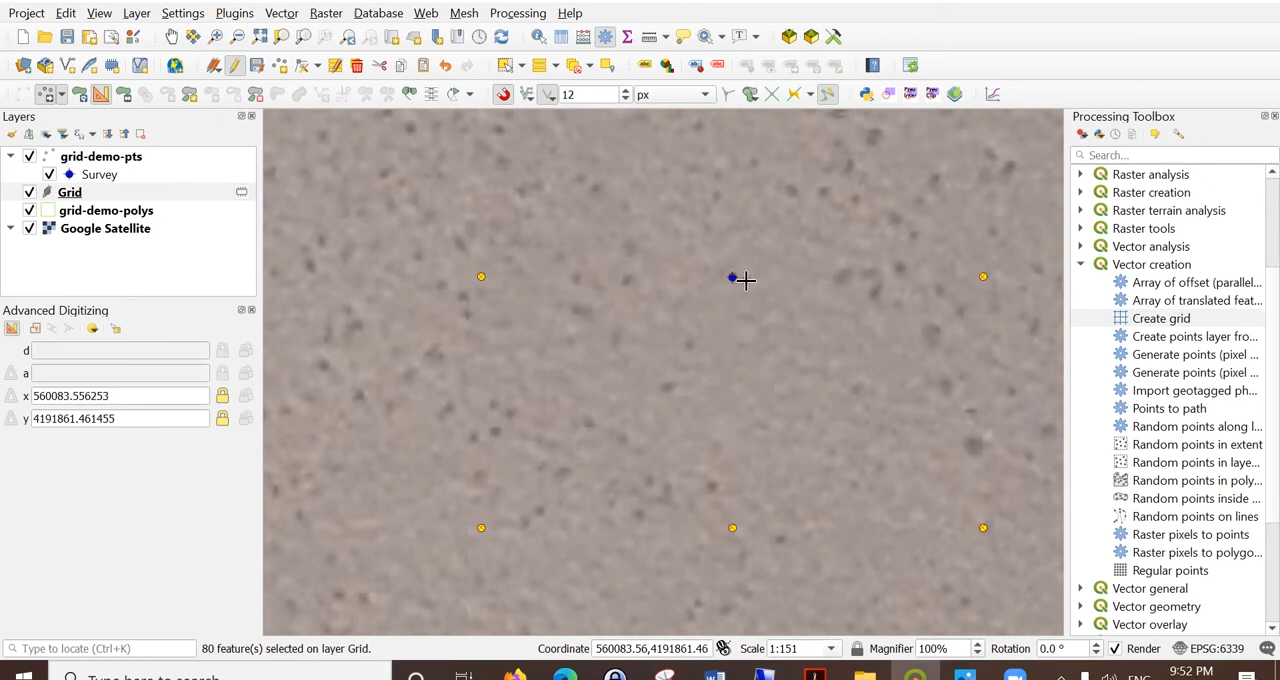 Project Edit View Layer Settings Plugins Vector Raster Database Web Mesh Processing Help
12 px
Layers
grid-demo-pts
Survey
Grid
grid-demo-polys
Google Satellite
Advanced Digitizing
d
a
x 560083.556253
y 4191861.461455
Processing Toolbox
Search...
Raster analysis
Raster creation
Raster terrain analysis
Raster tools
Vector analysis
Vector creation
Array of offset (parallel...
Array of translated feat...
Create grid
Create points layer fro...
Generate points (pixel ...
Generate points (pixel ...
Import geotagged ph...
Points to path
Random points along l...
Random points in extent
Random points in laye...
Random points in poly...
Random points inside ...
Random points on lines
Raster pixels to points
Raster pixels to polygo...
Regular points
Vector general
Vector geometry
Vector overlay
Type to locate (Ctrl+K) 80 feature(s) selected on layer Grid. Coordinate 560083.56,4191861.46 Scale 1:151 Magnifier 100% Rotation 0.0 ° Render EPSG:6339
Type here to search ENG 9:52 PM